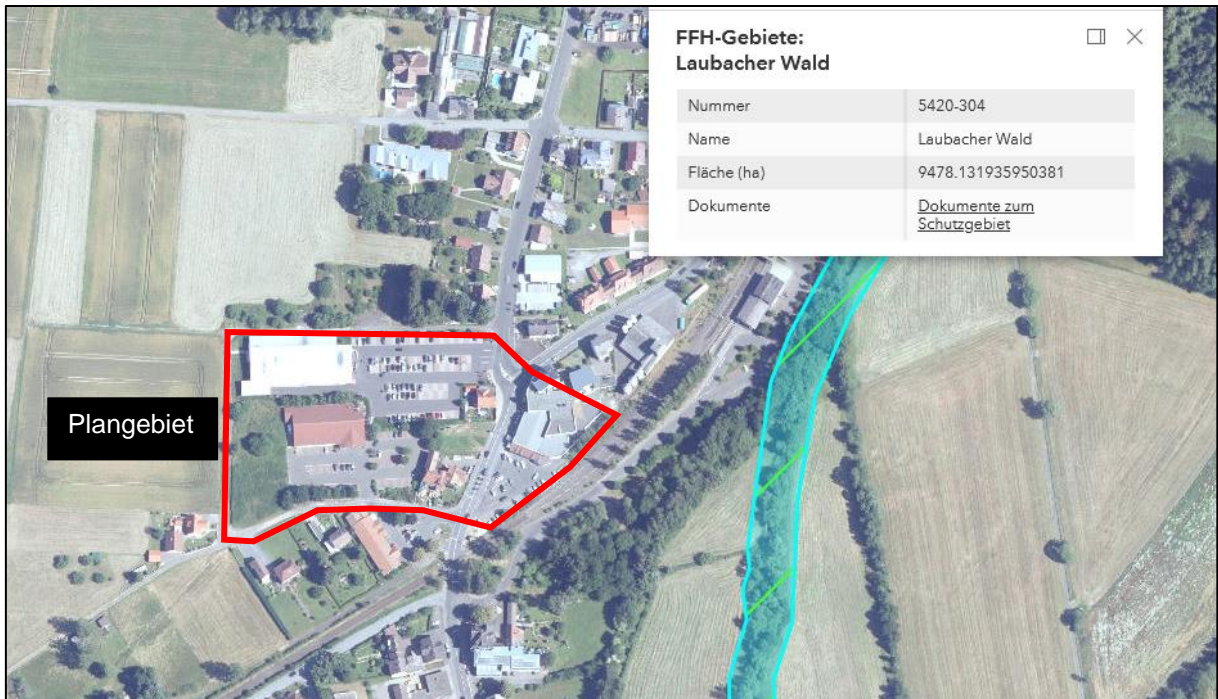 FFH-Gebiete:
Laubacher Wald
Nummer 5420-304
Name Laubacher Wald
Fläche (ha) 9478.131935950381
Dokumente Dokumente zum
Schutzgebiet
Plangebiet